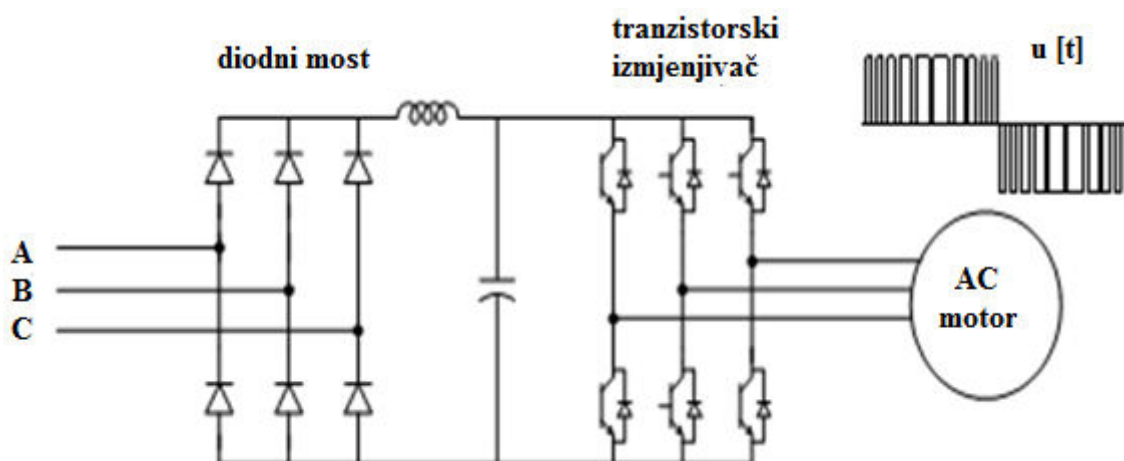 diodni most
tranzistorski
izmjenjivač
u [t]
A
B
C
AC
motor